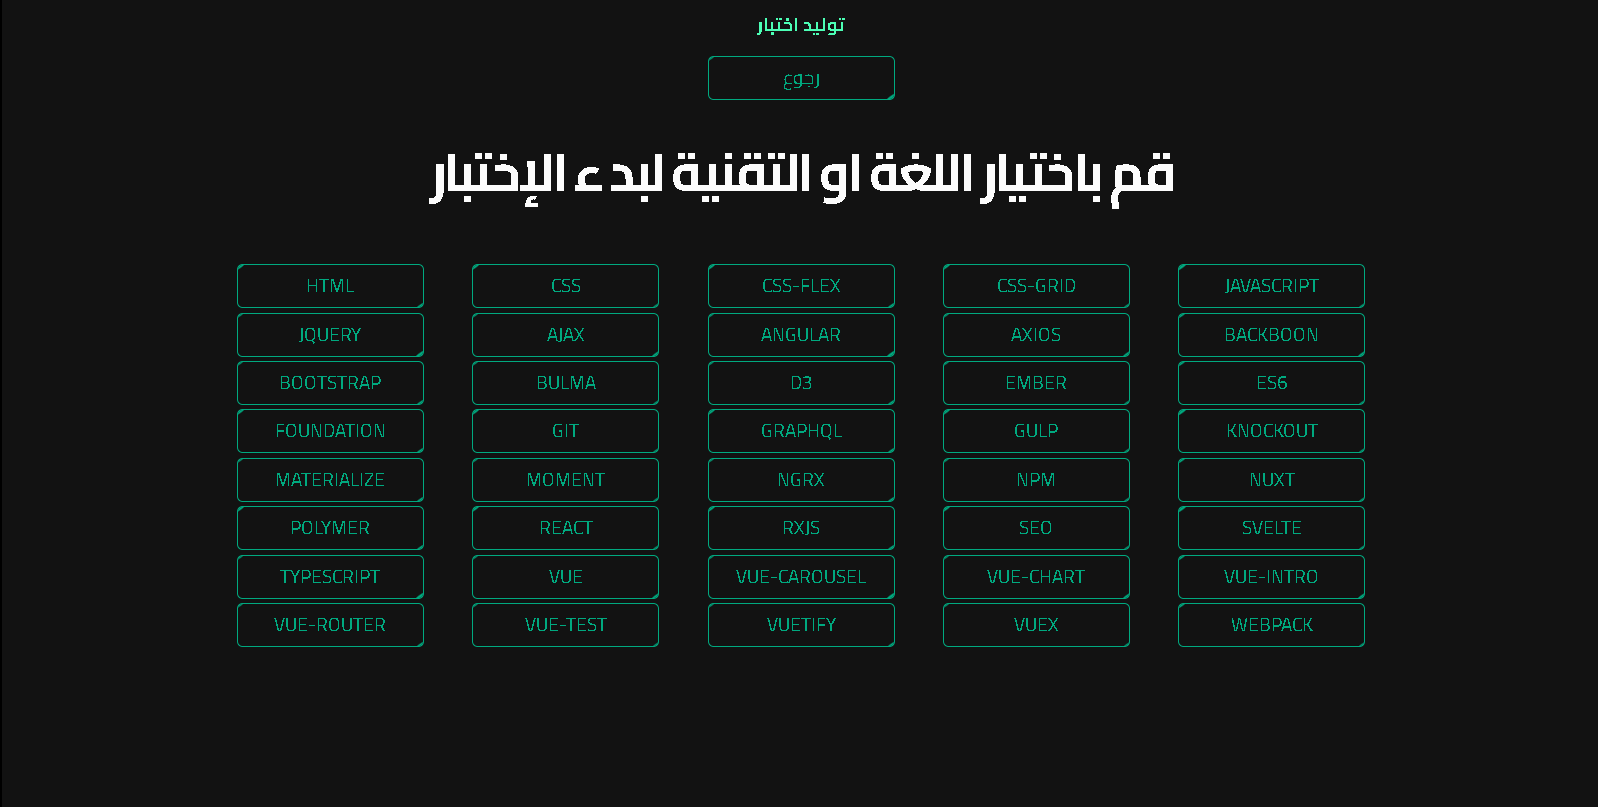 توليد اختبار
رجوع
قم باختيار اللغة او التقنية لبدء الإختبار
HTML CSS CSS-FLEX CSS-GRID JAVASCRIPT
JQUERY AJAX ANGULAR AXIOS BACKBOON
BOOTSTRAP BULMA D3 EMBER ES6
FOUNDATION GIT GRAPHQL GULP KNOCKOUT
MATERIALIZE MOMENT NGRX NPM NUXT
POLYMER REACT RXJS SEO SVELTE
TYPESCRIPT VUE VUE-CAROUSEL VUE-CHART VUE-INTRO
VUE-ROUTER VUE-TEST VUETIFY VUEX WEBPACK